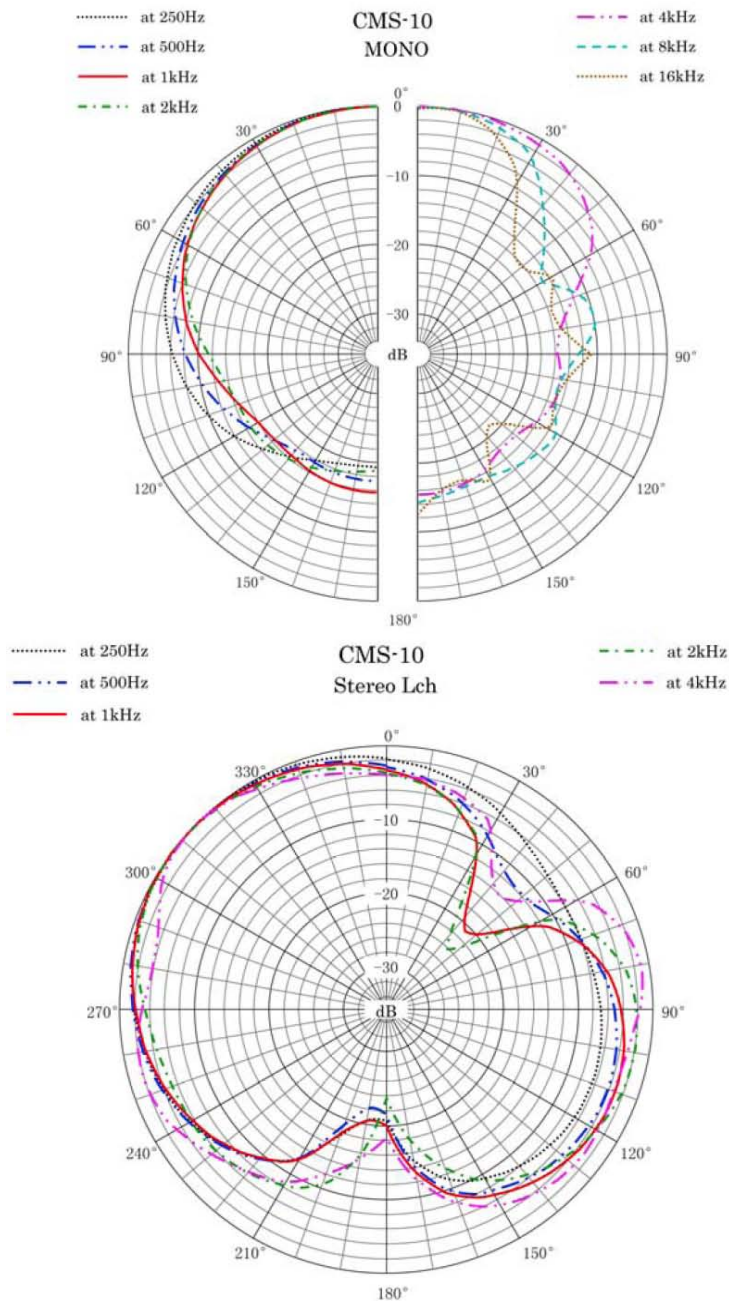 at 250Hz
at 500Hz
at 1kHz
at 2kHz
CMS-10
MONO
at 4kHz
at 8kHz
at 16kHz
0°
0
30° 30°
-10
60° 60°
-20
-30
90° dB 90°
120° 120°
150° 150°
180°
at 250Hz
at 500Hz
at 1kHz
CMS-10
Stereo Lch
at 2kHz
at 4kHz
0°
330° 30°
-10
300° 60°
-20
-30
270° dB 90°
240° 120°
210° 150°
180°